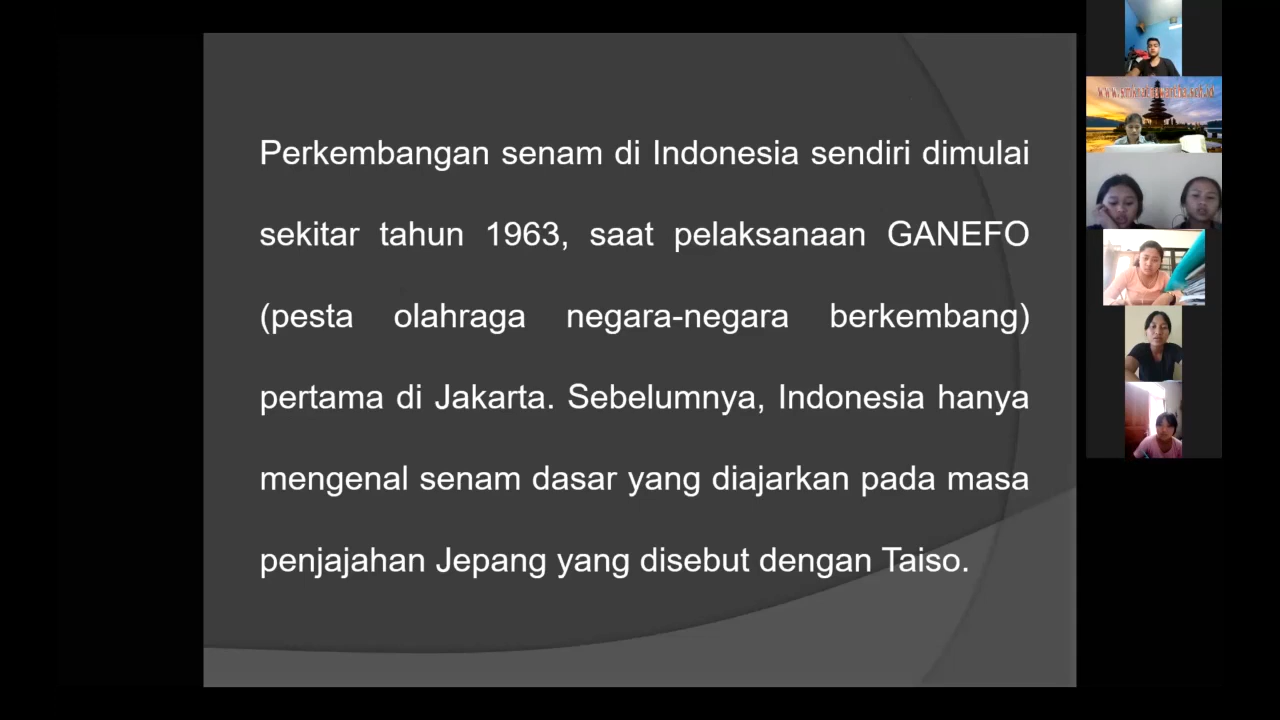 Perkembangan senam di Indonesia sendiri dimulai
sekitar tahun 1963, saat pelaksanaan GANEFO
(pesta olahraga negara-negara berkembang)
pertama di Jakarta. Sebelumnya, Indonesia hanya
mengenal senam dasar yang diajarkan pada masa
penjajahan Jepang yang disebut dengan Taiso.